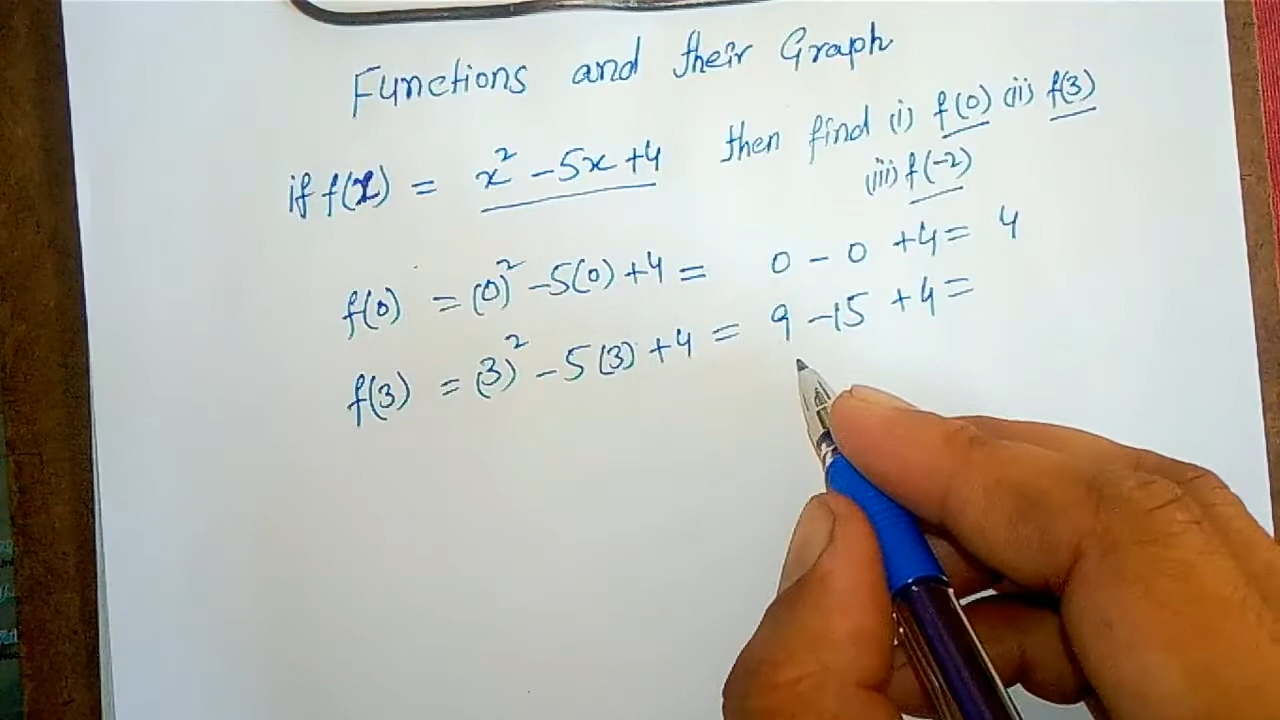 Functions and their Graph
if f(x) = x² - 5x + 4 then find (i) f(0) (ii) f(3)
(iii) f(-2)
f(0) = (0)² - 5(0) + 4 = 0 - 0 + 4 = 4
f(3) = (3)² - 5(3) + 4 = 9 - 15 + 4 =